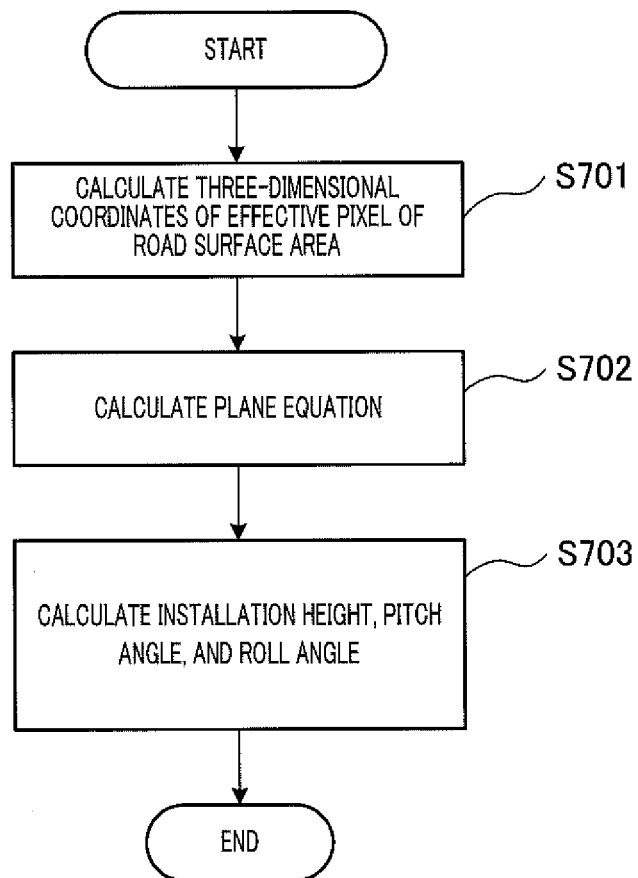 START
CALCULATE THREE-DIMENSIONAL
COORDINATES OF EFFECTIVE PIXEL OF
ROAD SURFACE AREA
S701
CALCULATE PLANE EQUATION
S702
CALCULATE INSTALLATION HEIGHT, PITCH
ANGLE, AND ROLL ANGLE
S703
END